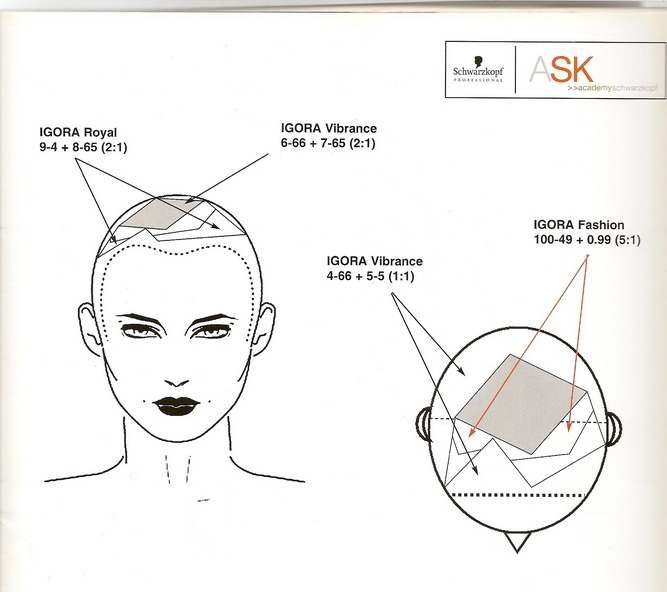 Schwarzkopf
PROFESSIONAL
ASK
>>academyschwarzkopf
IGORA Royal
9-4 + 8-65 (2:1)
IGORA Vibrance
6-66 + 7-65 (2:1)
IGORA Fashion
100-49 + 0.99 (5:1)
IGORA Vibrance
4-66 + 5-5 (1:1)